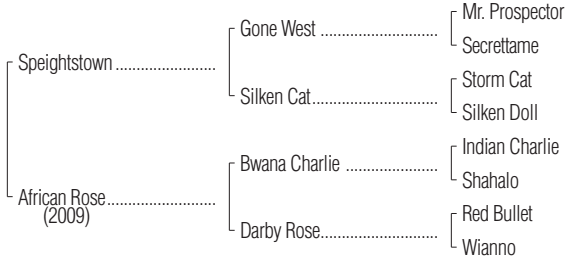 Mr. Prospector
Gone West
Secrettame
Speightstown
Storm Cat
Silken Cat
Silken Doll
Indian Charlie
Bwana Charlie
Shahalo
African Rose
(2009)
Red Bullet
Darby Rose
Wianno